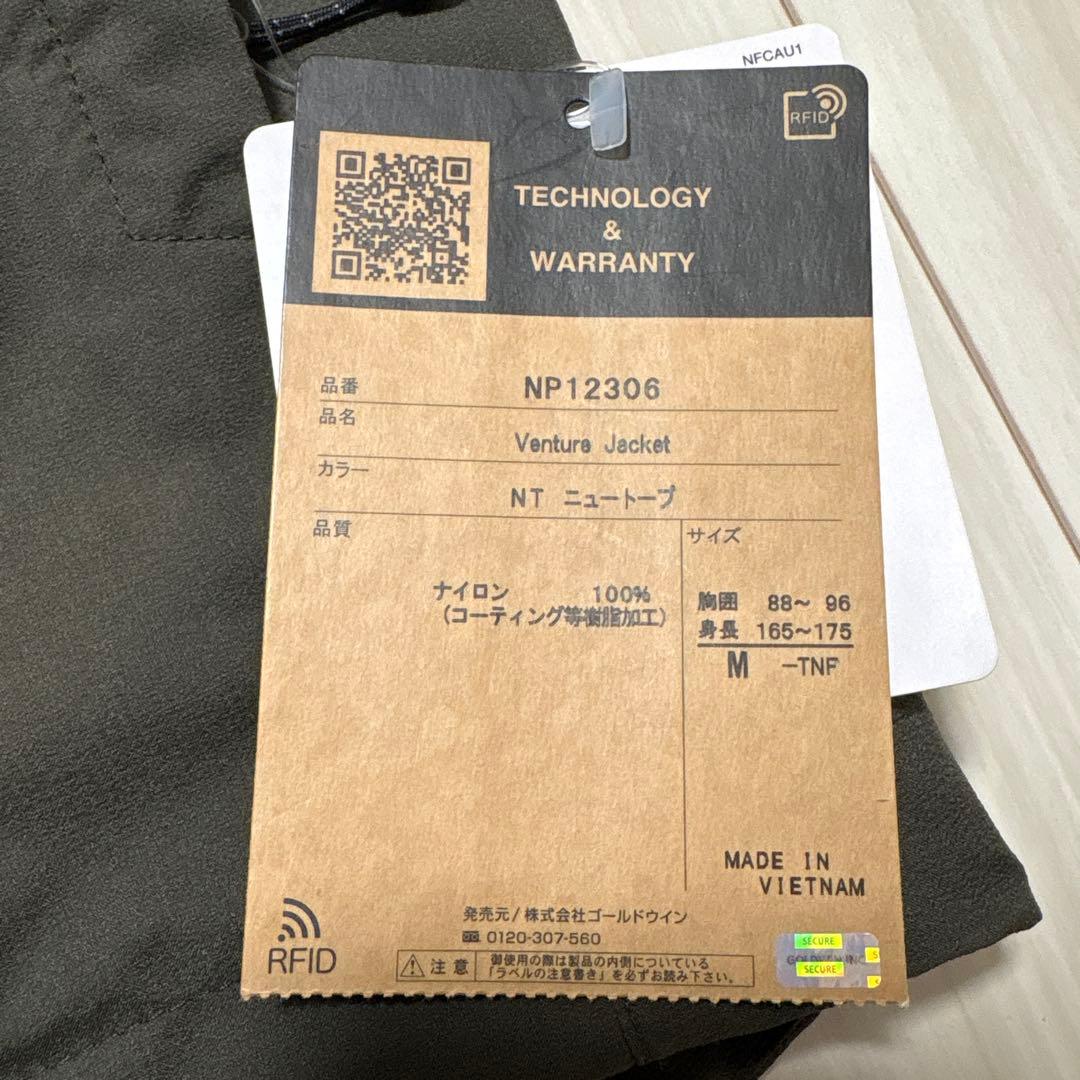 NFCAU1
RFID
TECHNOLOGY
&
WARRANTY
品番 NP12306
品名
Venture Jacket
カラー
NT ニュートープ
品質
サイズ
ナイロン 100%
(コーティング等樹脂加工)
胸囲 88～ 96
身長 165～175
M -TNF
MADE IN
VIETNAM
発売元/株式会社ゴールドウイン
0120-307-560
RFID
注意
御使用の際は製品の内側についている
「ラベルの注意書き」を必ずお読み下さい。
SECURE
SECURE